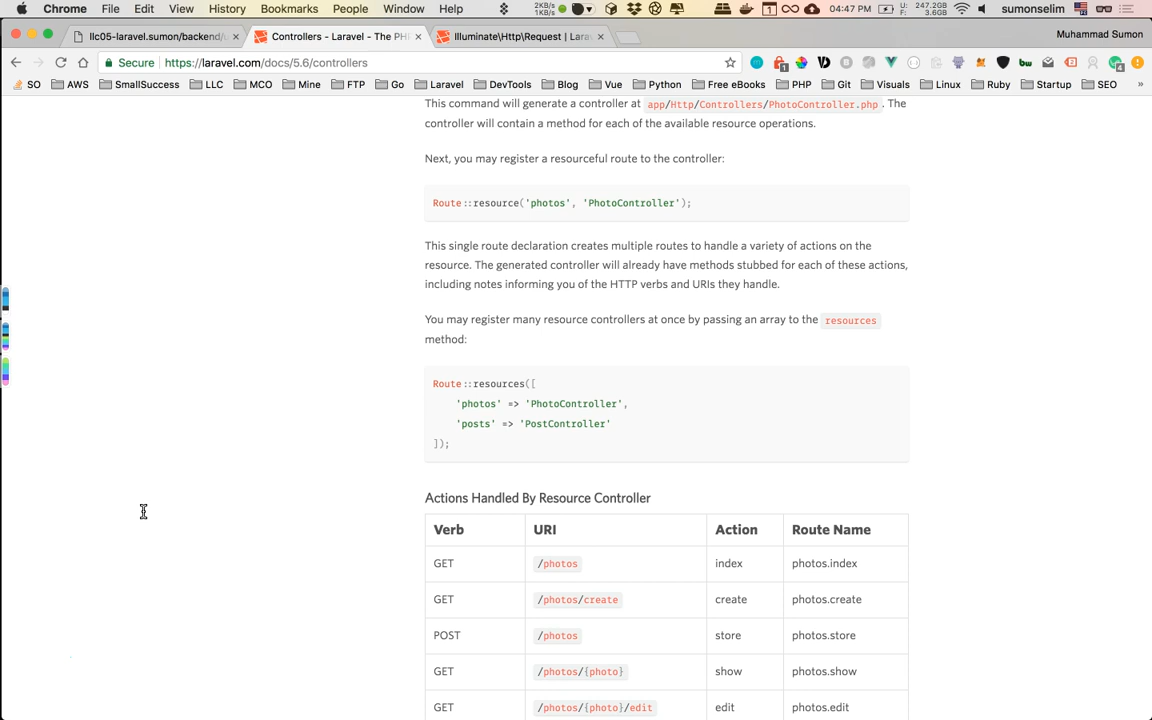 Chrome File Edit View History Bookmarks People Window Help 2KB/s 1KB/s 1 U: 247.2GB F: 3.6GB 04:47 PM sumonselim
llc05-laravel.sumon/backend/u Controllers - Laravel - The PH Illuminate\Http\Request | Lara Muhammad Sumon
Secure https://laravel.com/docs/5.6/controllers
SO AWS SmallSuccess LLC MCO Mine FTP Go Laravel DevTools Blog Vue Python Free eBooks PHP Git Visuals Linux Ruby Startup SEO »
This command will generate a controller at app/Http/Controllers/PhotoController.php . The
controller will contain a method for each of the available resource operations.
Next, you may register a resourceful route to the controller:
Route::resource('photos', 'PhotoController');
This single route declaration creates multiple routes to handle a variety of actions on the
resource. The generated controller will already have methods stubbed for each of these actions,
including notes informing you of the HTTP verbs and URIs they handle.
You may register many resource controllers at once by passing an array to the resources
method:
Route::resources([
'photos' => 'PhotoController',
'posts' => 'PostController'
]);
Actions Handled By Resource Controller
Verb URI Action Route Name
GET /photos index photos.index
GET /photos/create create photos.create
POST /photos store photos.store
GET /photos/{photo} show photos.show
GET /photos/{photo}/edit edit photos.edit